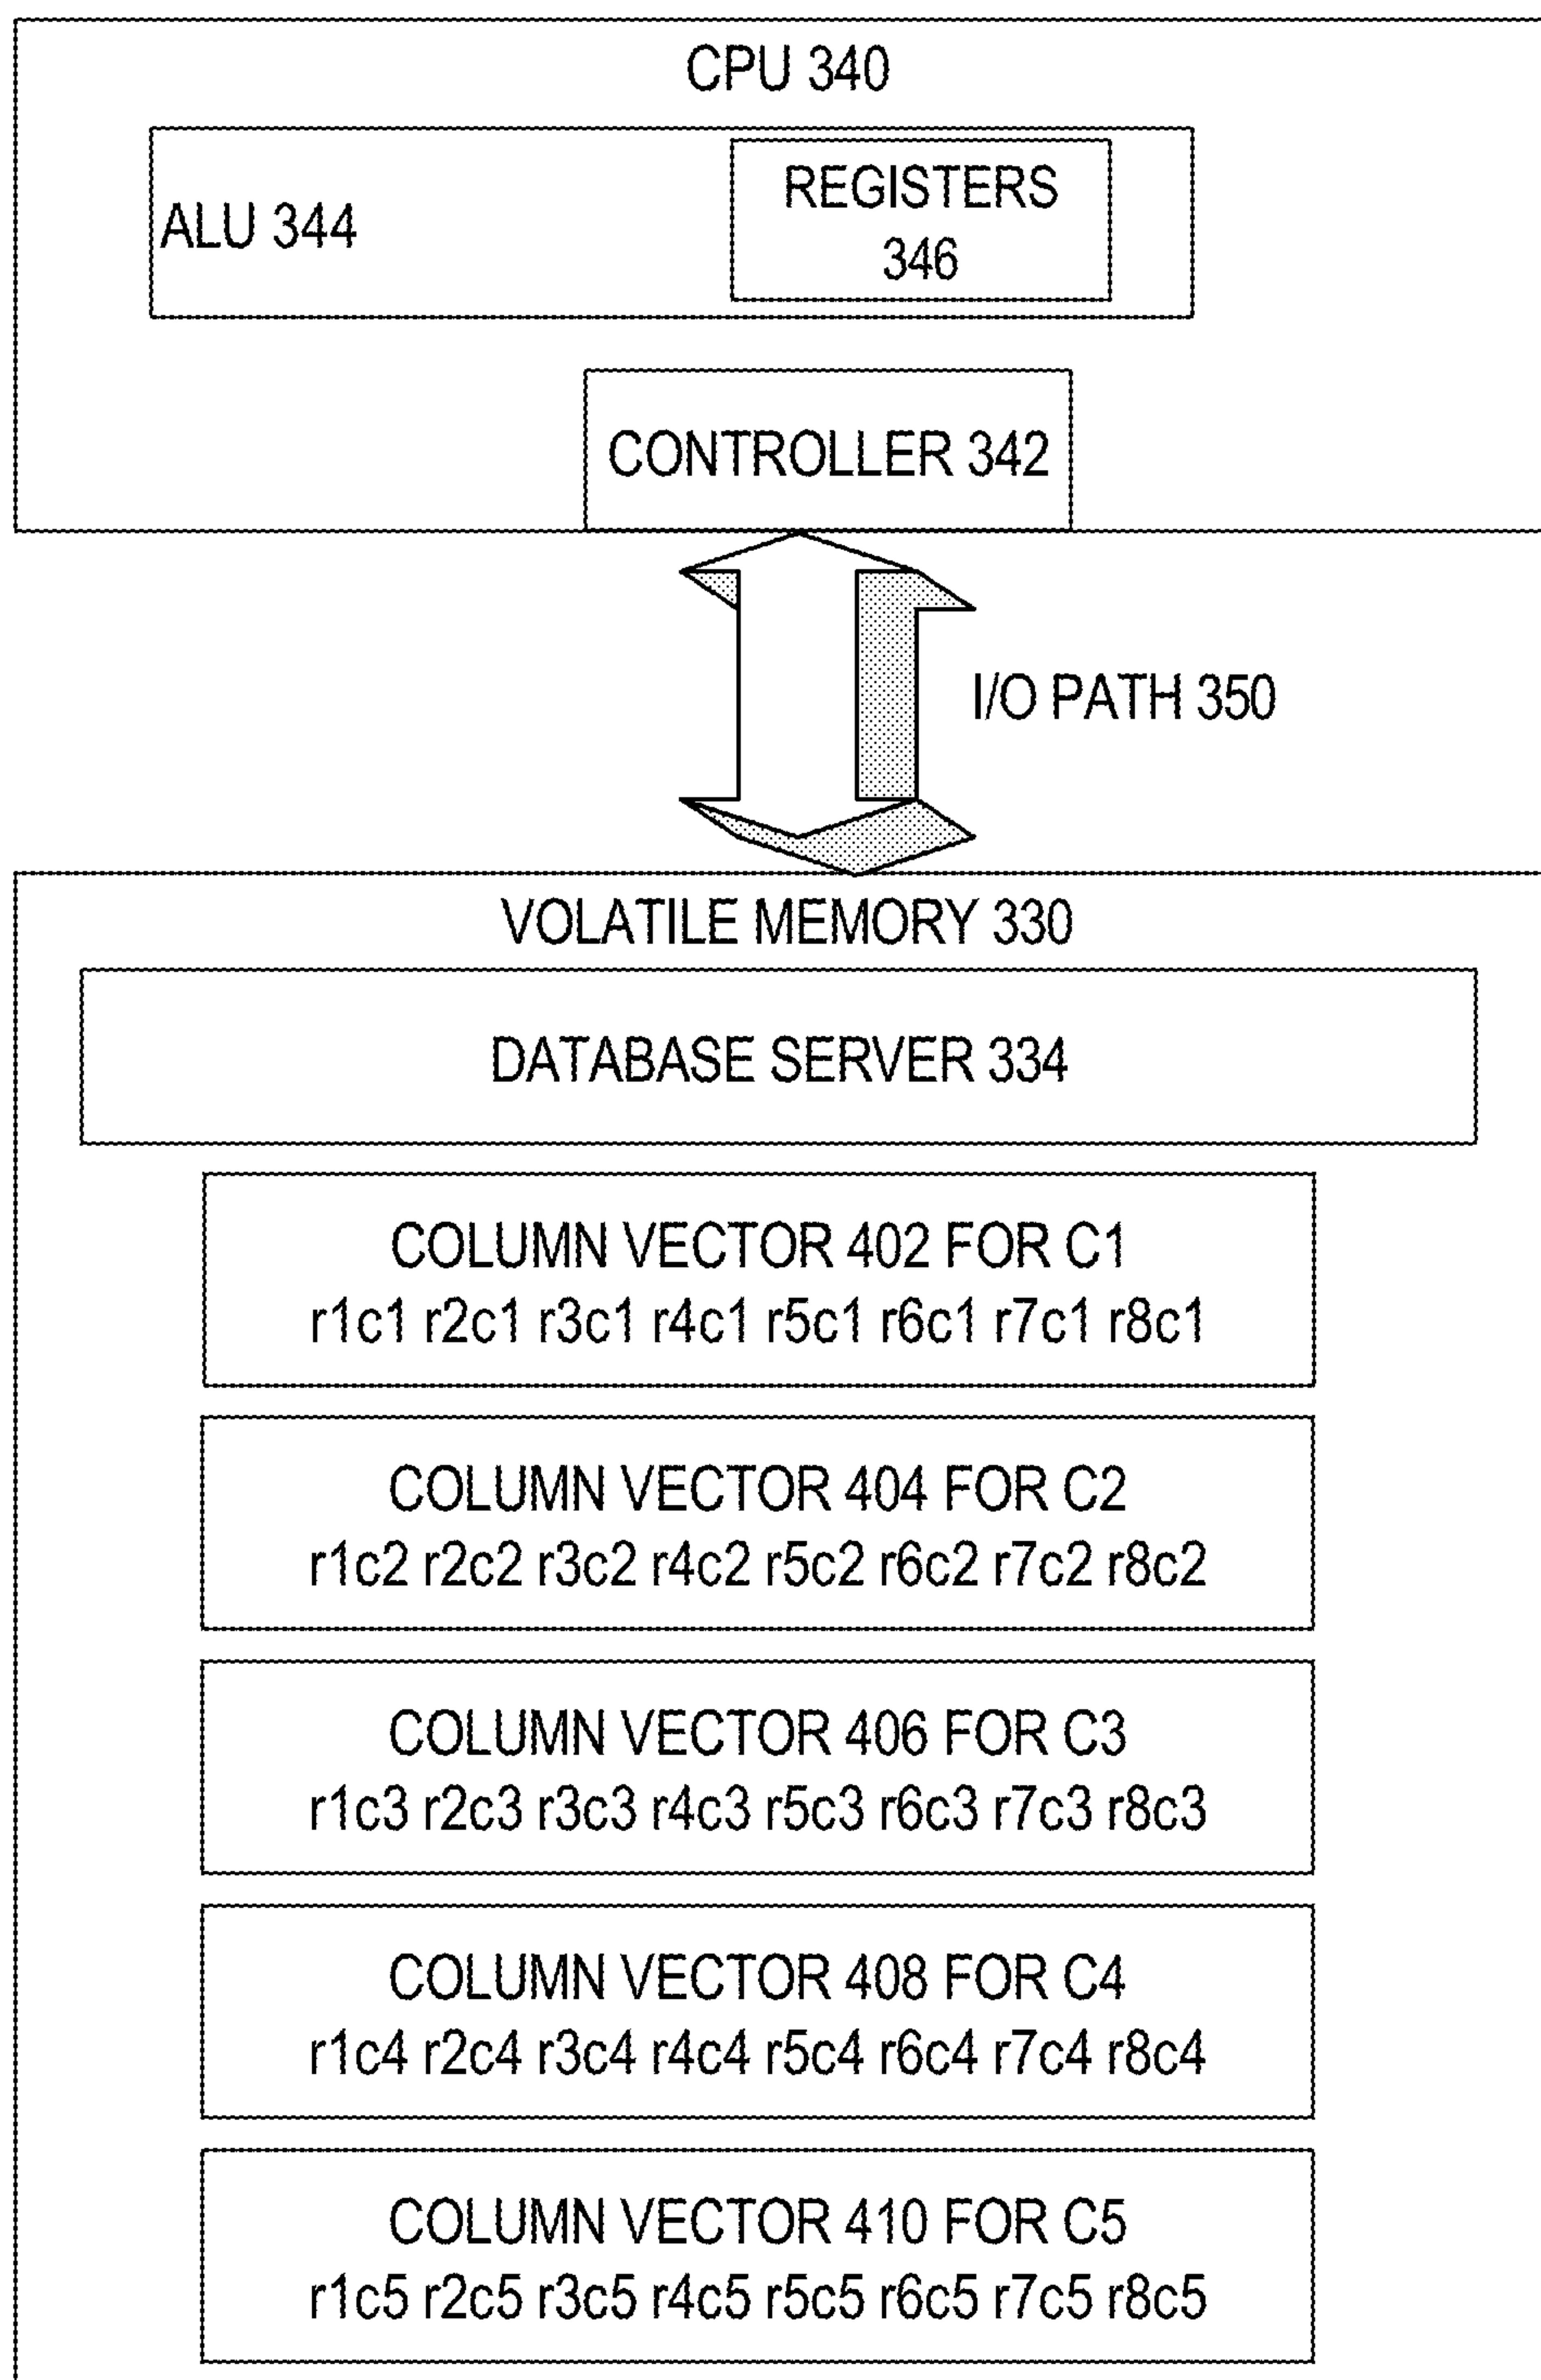 CPU 340
ALU 344
REGISTERS
346
CONTROLLER 342
I/O PATH 350
VOLATILE MEMORY 330
DATABASE SERVER 334
COLUMN VECTOR 402 FOR C1
r1c1 r2c1 r3c1 r4c1 r5c1 r6c1 r7c1 r8c1
COLUMN VECTOR 404 FOR C2
r1c2 r2c2 r3c2 r4c2 r5c2 r6c2 r7c2 r8c2
COLUMN VECTOR 406 FOR C3
r1c3 r2c3 r3c3 r4c3 r5c3 r6c3 r7c3 r8c3
COLUMN VECTOR 408 FOR C4
r1c4 r2c4 r3c4 r4c4 r5c4 r6c4 r7c4 r8c4
COLUMN VECTOR 410 FOR C5
r1c5 r2c5 r3c5 r4c5 r5c5 r6c5 r7c5 r8c5